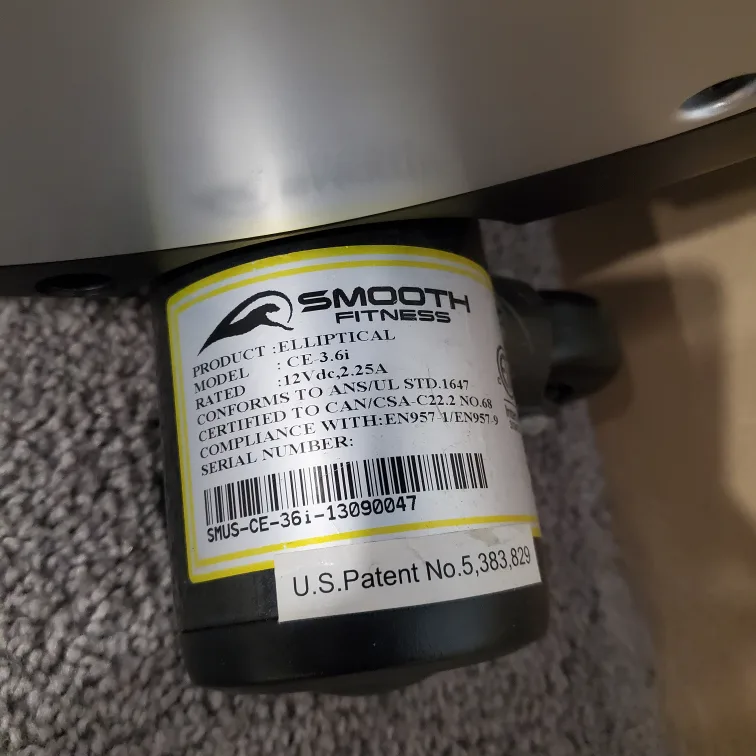 SMOOTH
FITNESS
PRODUCT :ELLIPTICAL
MODEL : CE-3.6i
RATED :12Vdc,2.25A
CONFORMS TO ANS/UL STD.1647
CERTIFIED TO CAN/CSA-C22.2 NO.68
COMPLIANCE WITH:EN957-1/EN957-9
SERIAL NUMBER:
SMUS-CE-36i-13090047
U.S.Patent No.5,383,829